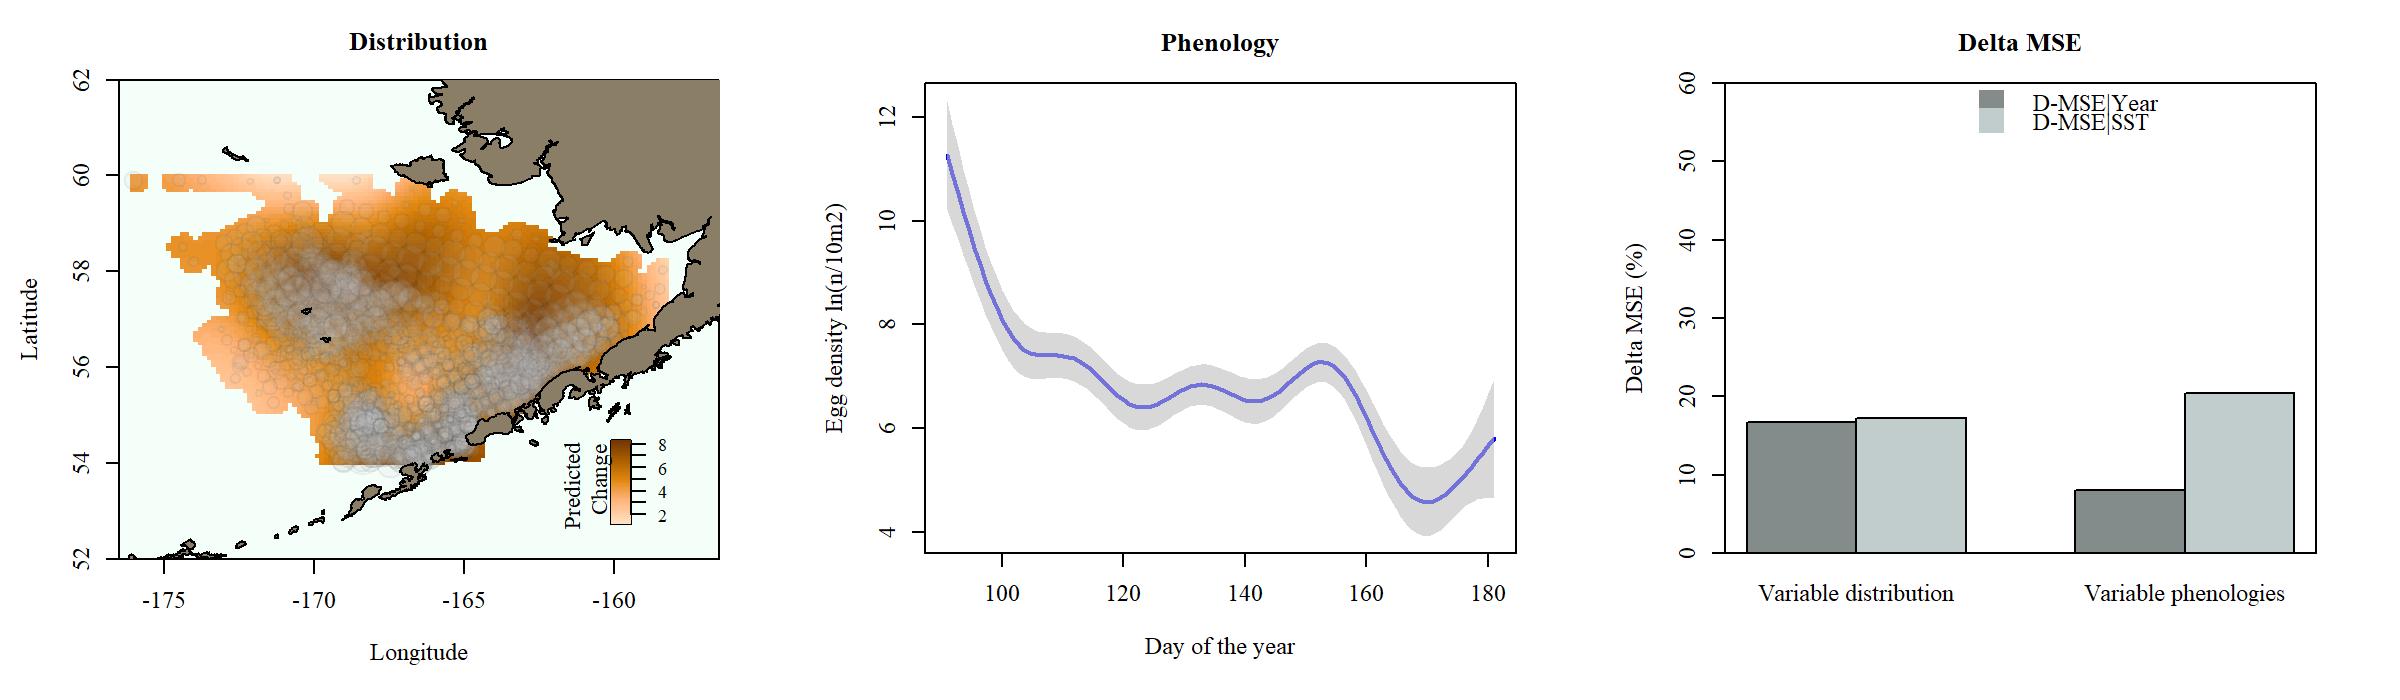 Distribution
62
60
58
56
54
52
Latitude
-175
-170
-165
-160
Longitude
Predicted
Change
8
6
4
2
Phenology
12
10
8
6
4
Egg density ln(n/10m2)
100
120
140
160
180
Day of the year
Delta MSE
60
50
40
30
20
10
0
Delta MSE (%)
D-MSE|Year
D-MSE|SST
Variable distribution
Variable phenologies